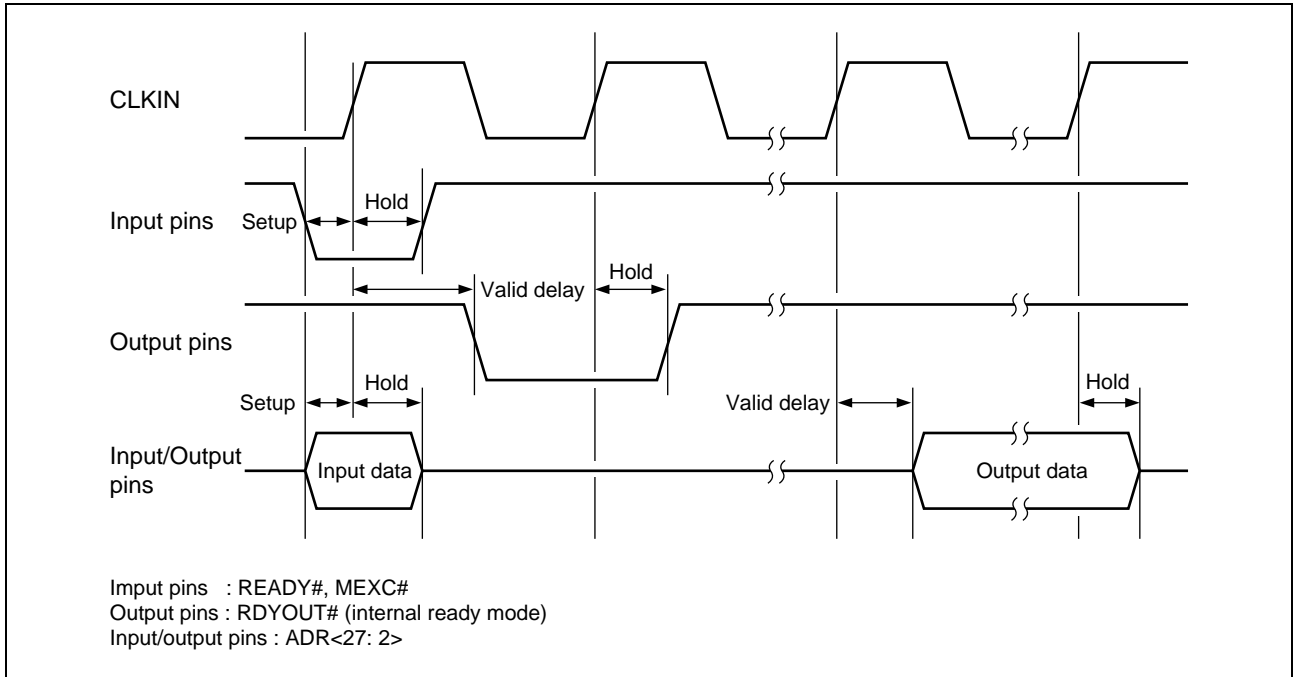 CLKIN
Input pins
Setup
Hold
Output pins
Valid delay
Hold
Input/Output
pins
Setup
Hold
Input data
Valid delay
Hold
Output data
Imput pins : READY#, MEXC#
Output pins : RDYOUT# (internal ready mode)
Input/output pins : ADR<27: 2>